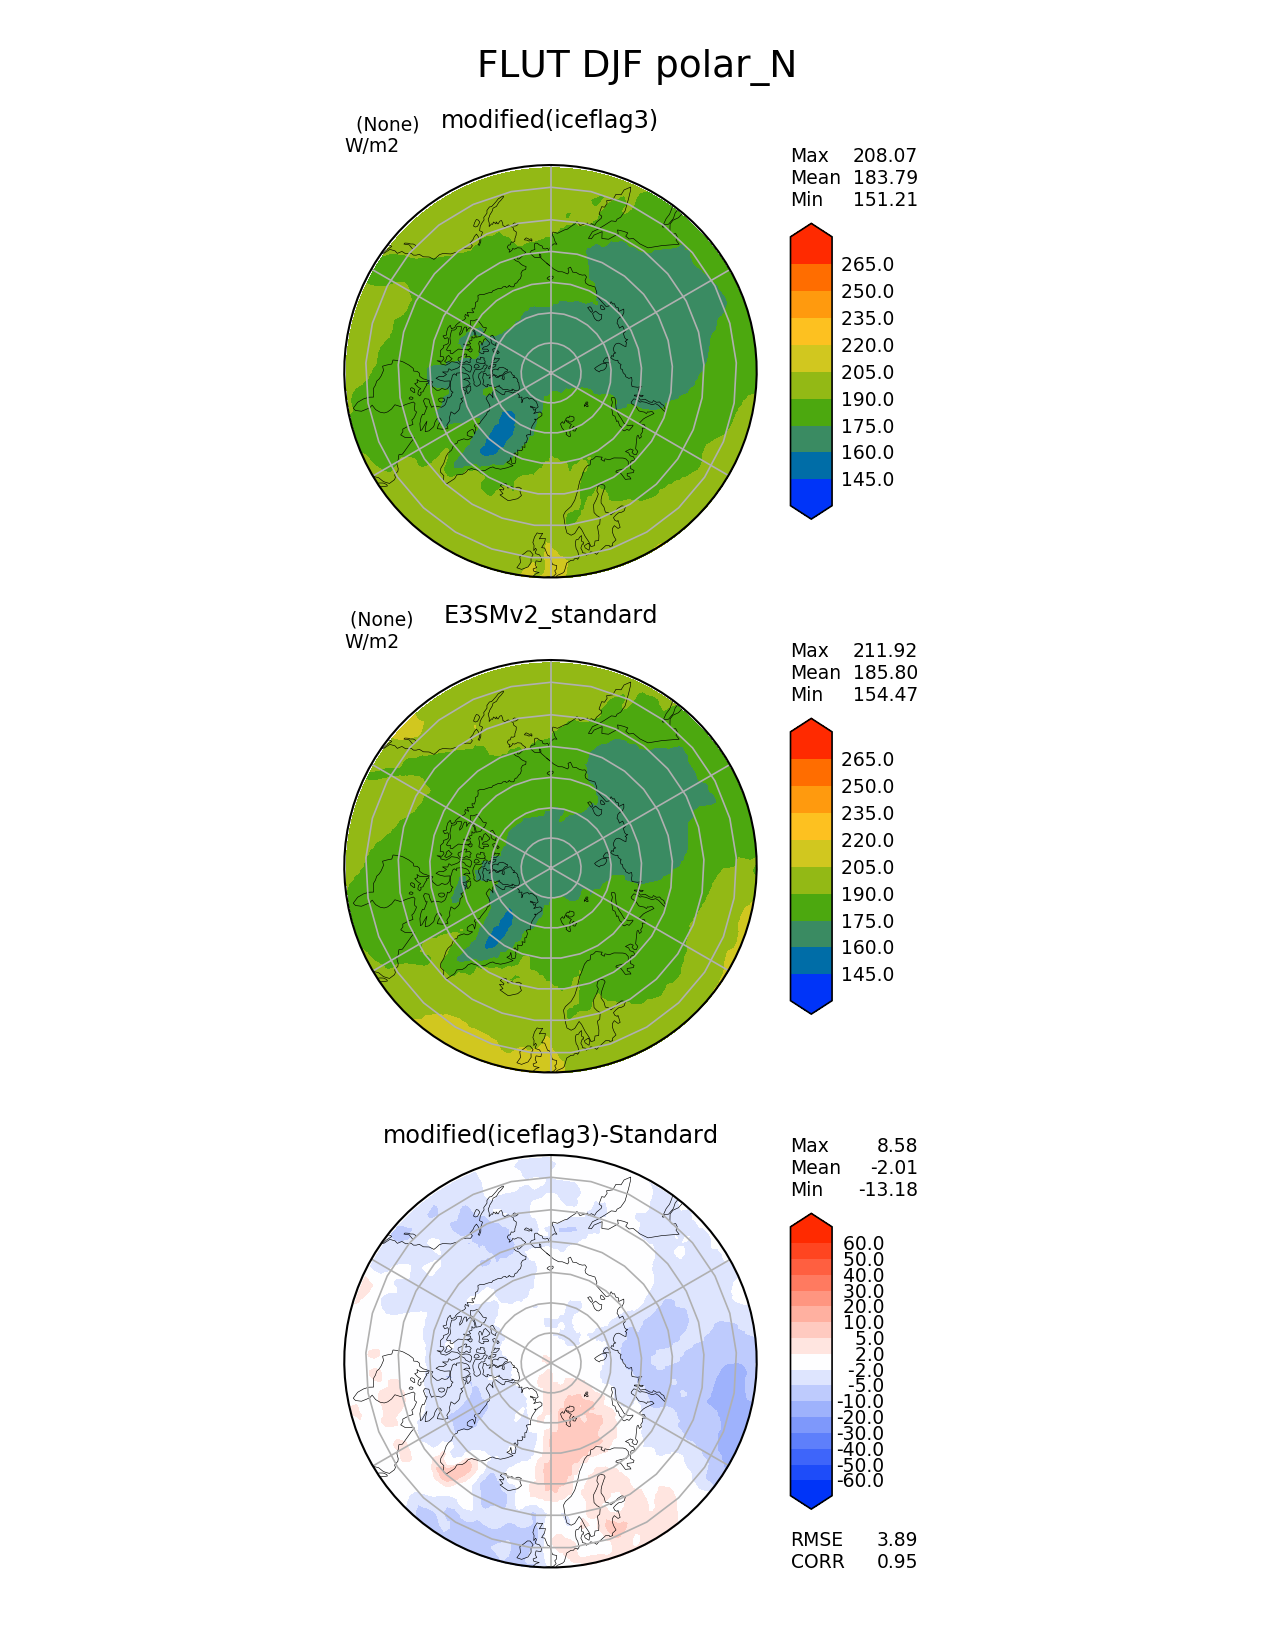 FLUT DJF polar_N
(None)
modified(iceflag3)
W/m2
Max 208.07
Mean 183.79
Min 151.21
265.0
250.0
235.0
220.0
205.0
190.0
175.0
160.0
145.0
(None)
E3SMv2_standard
W/m2
Max 211.92
Mean 185.80
Min 154.47
265.0
250.0
235.0
220.0
205.0
190.0
175.0
160.0
145.0
modified(iceflag3)-Standard
Max 8.58
Mean -2.01
Min -13.18
60.0
50.0
40.0
30.0
20.0
10.0
5.0
2.0
-2.0
-5.0
-10.0
-20.0
-30.0
-40.0
-50.0
-60.0
RMSE 3.89
CORR 0.95